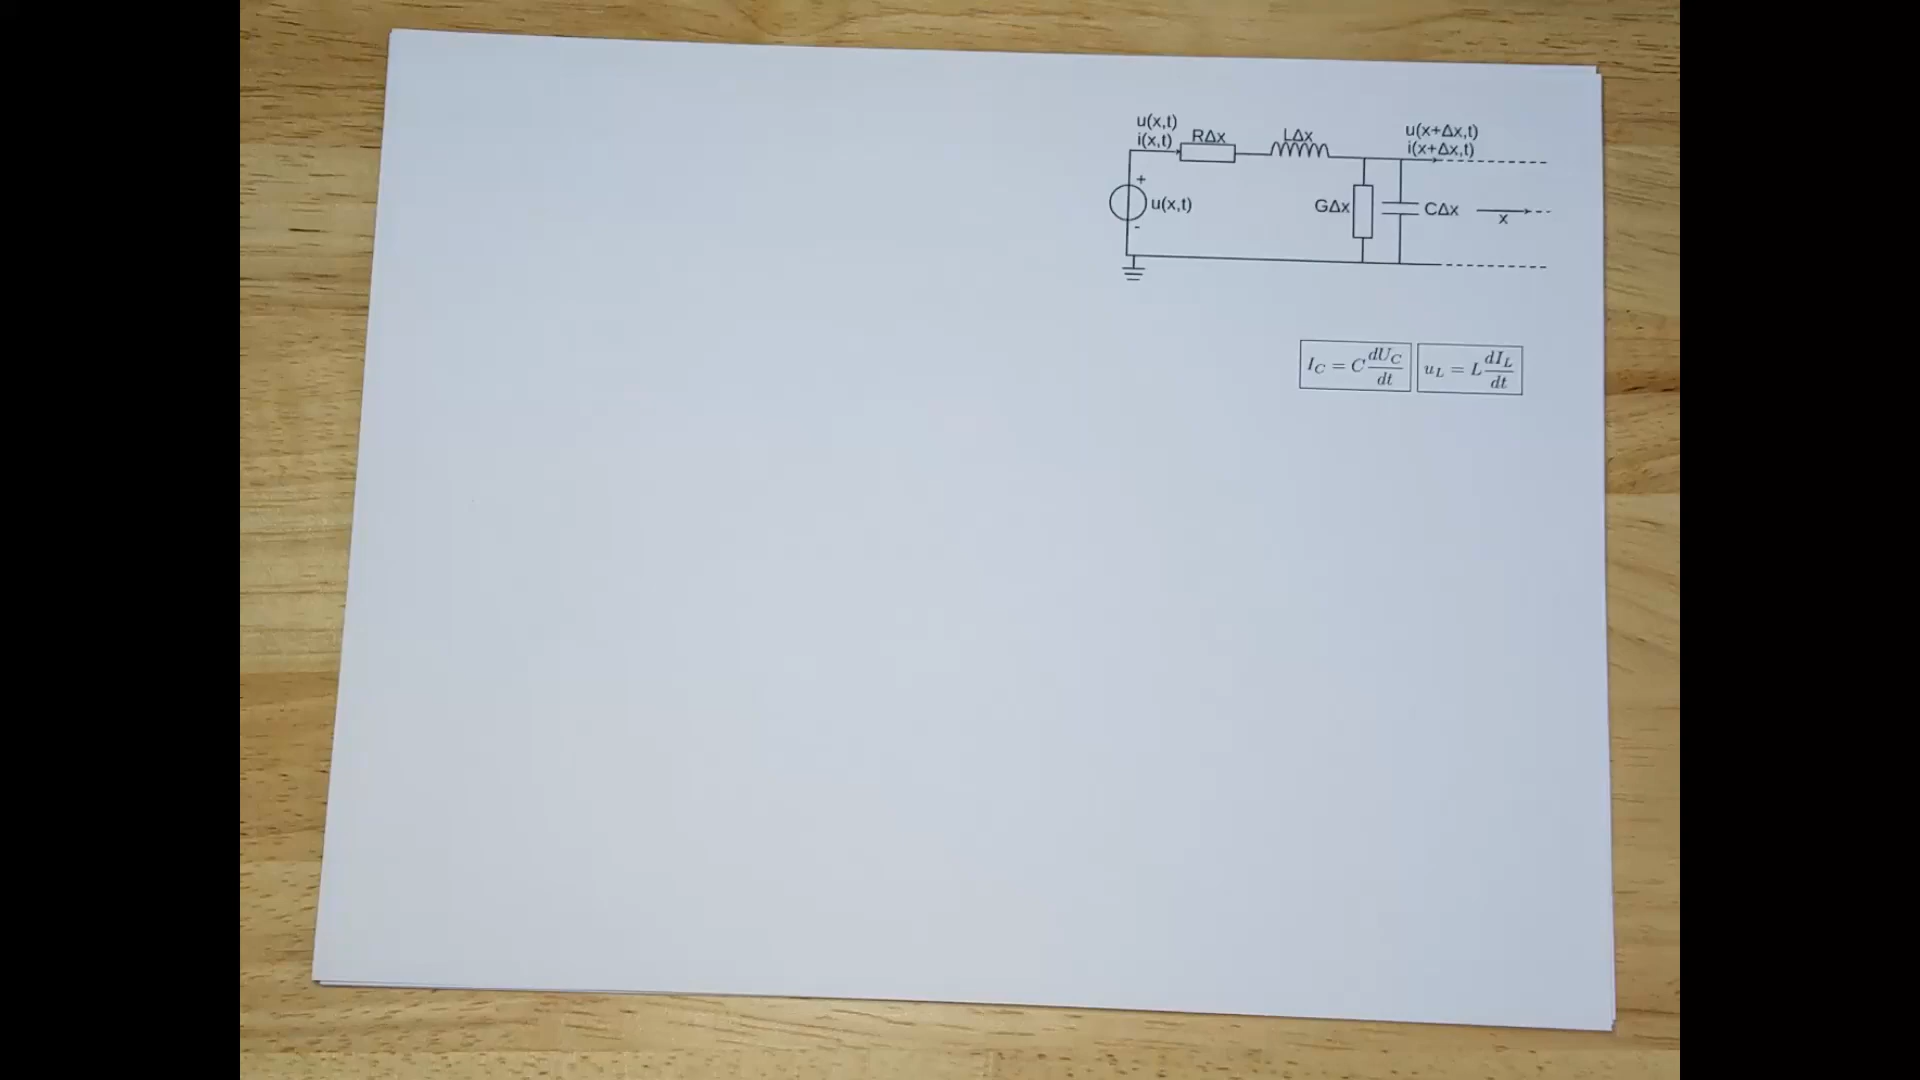 u(x,t)
i(x,t)
RΔx
LΔx
u(x+Δx,t)
i(x+Δx,t)
+
u(x,t)
-
GΔx
CΔx
x
I_C = C dU_C/dt
u_L = L dI_L/dt